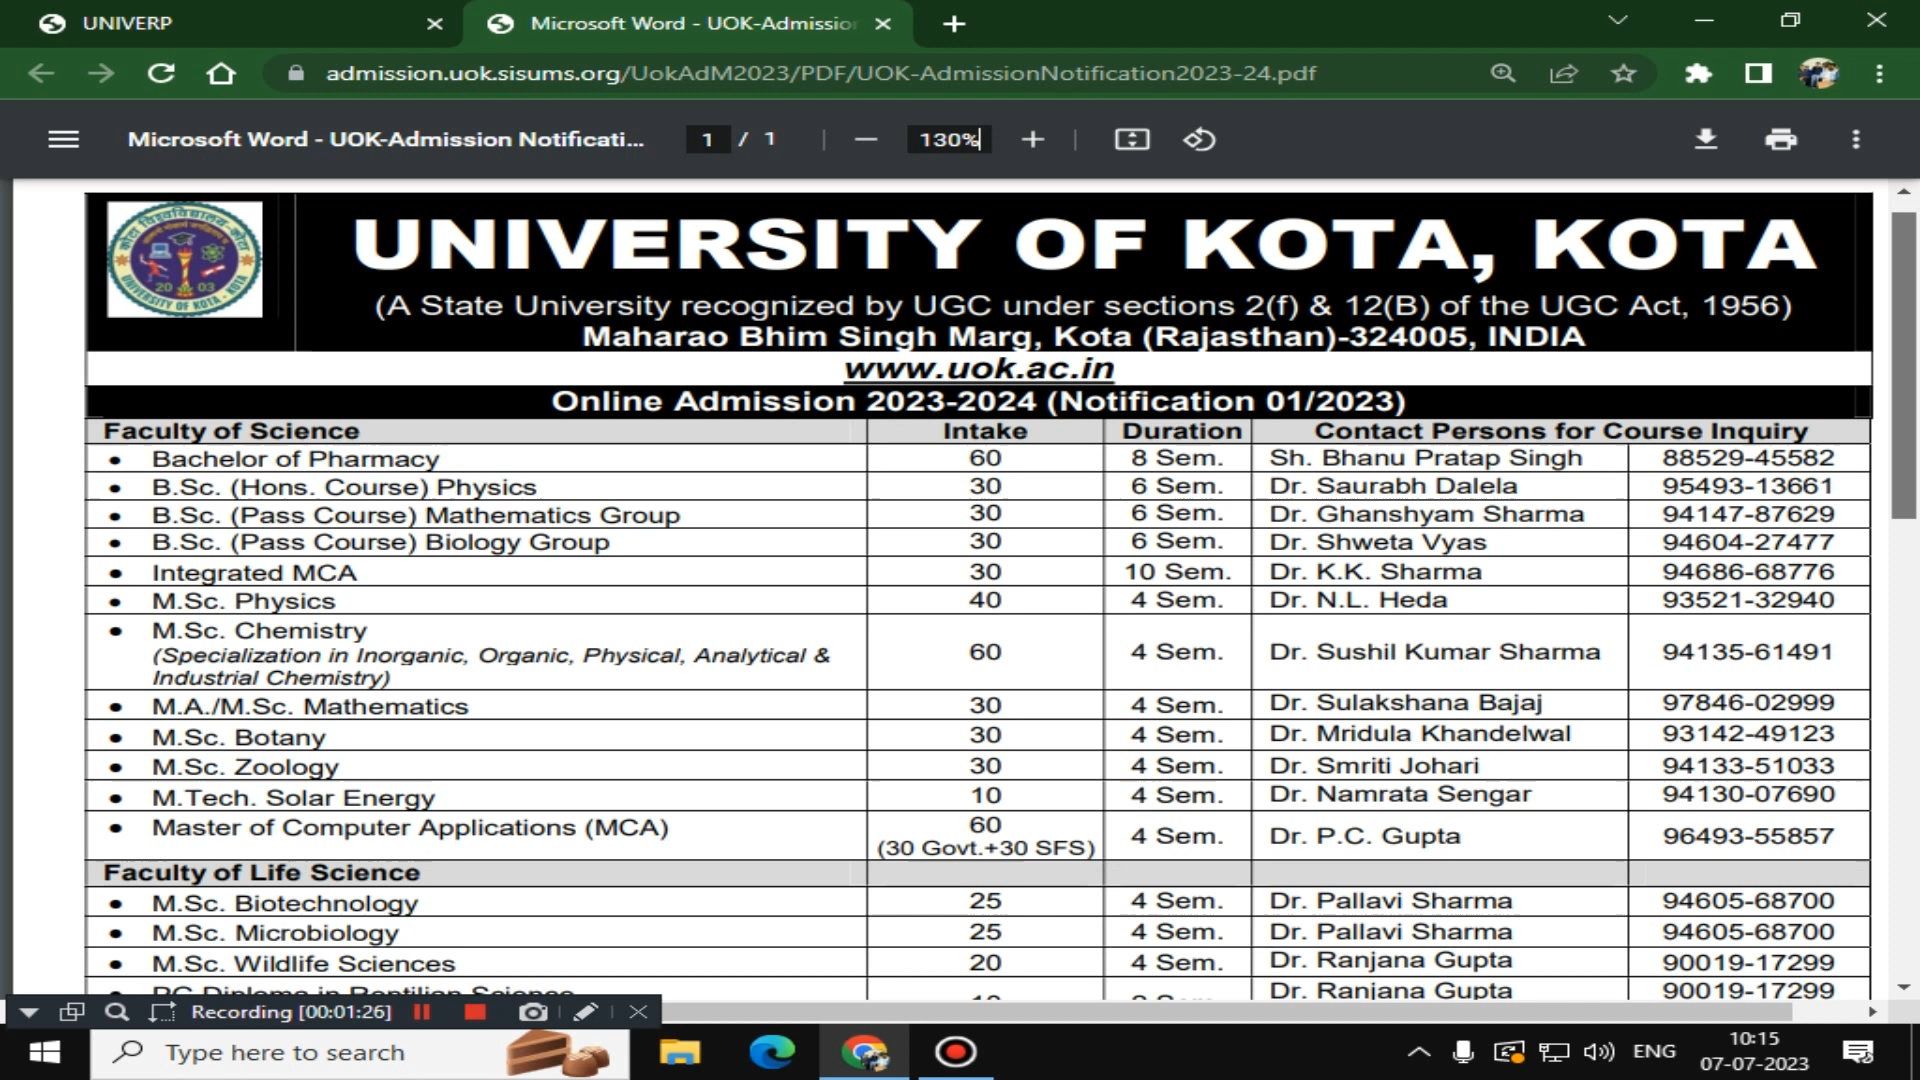 UNIVERP
Microsoft Word - UOK-Admissio
admission.uok.sisums.org/UokAdM2023/PDF/UOK-AdmissionNotification2023-24.pdf
Microsoft Word - UOK-Admission Notificati... 1 / 1 130%
UNIVERSITY OF KOTA, KOTA
(A State University recognized by UGC under sections 2(f) & 12(B) of the UGC Act, 1956)
Maharao Bhim Singh Marg, Kota (Rajasthan)-324005, INDIA
कोटा विश्वविद्यालय-कोटा
20 03
UNIVERSITY OF KOTA - KOTA
www.uok.ac.in
Online Admission 2023-2024 (Notification 01/2023)
Faculty of Science Intake Duration Contact Persons for Course Inquiry
• Bachelor of Pharmacy 60 8 Sem. Sh. Bhanu Pratap Singh 88529-45582
• B.Sc. (Hons. Course) Physics 30 6 Sem. Dr. Saurabh Dalela 95493-13661
• B.Sc. (Pass Course) Mathematics Group 30 6 Sem. Dr. Ghanshyam Sharma 94147-87629
• B.Sc. (Pass Course) Biology Group 30 6 Sem. Dr. Shweta Vyas 94604-27477
• Integrated MCA 30 10 Sem. Dr. K.K. Sharma 94686-68776
• M.Sc. Physics 40 4 Sem. Dr. N.L. Heda 93521-32940
• M.Sc. Chemistry
(Specialization in Inorganic, Organic, Physical, Analytical & 60 4 Sem. Dr. Sushil Kumar Sharma 94135-61491
Industrial Chemistry)
• M.A./M.Sc. Mathematics 30 4 Sem. Dr. Sulakshana Bajaj 97846-02999
• M.Sc. Botany 30 4 Sem. Dr. Mridula Khandelwal 93142-49123
• M.Sc. Zoology 30 4 Sem. Dr. Smriti Johari 94133-51033
• M.Tech. Solar Energy 10 4 Sem. Dr. Namrata Sengar 94130-07690
• Master of Computer Applications (MCA) 60 4 Sem. Dr. P.C. Gupta 96493-55857
(30 Govt.+30 SFS)
Faculty of Life Science
• M.Sc. Biotechnology 25 4 Sem. Dr. Pallavi Sharma 94605-68700
• M.Sc. Microbiology 25 4 Sem. Dr. Pallavi Sharma 94605-68700
• M.Sc. Wildlife Sciences 20 4 Sem. Dr. Ranjana Gupta 90019-17299
PG Diploma in Reptilian Science Dr. Ranjana Gupta 90019-17299
Recording [00:01:26]
Type here to search
ENG
10:15
07-07-2023